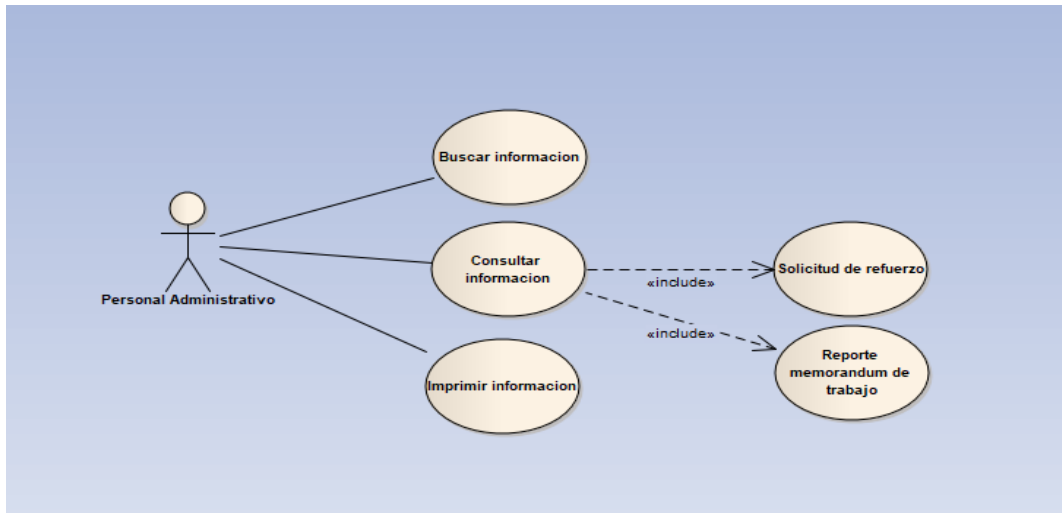 Buscar informacion
Consultar
informacion
Imprimir informacion
Personal Administrativo
«include»
«include»
Solicitud de refuerzo
Reporte
memorandum de
trabajo